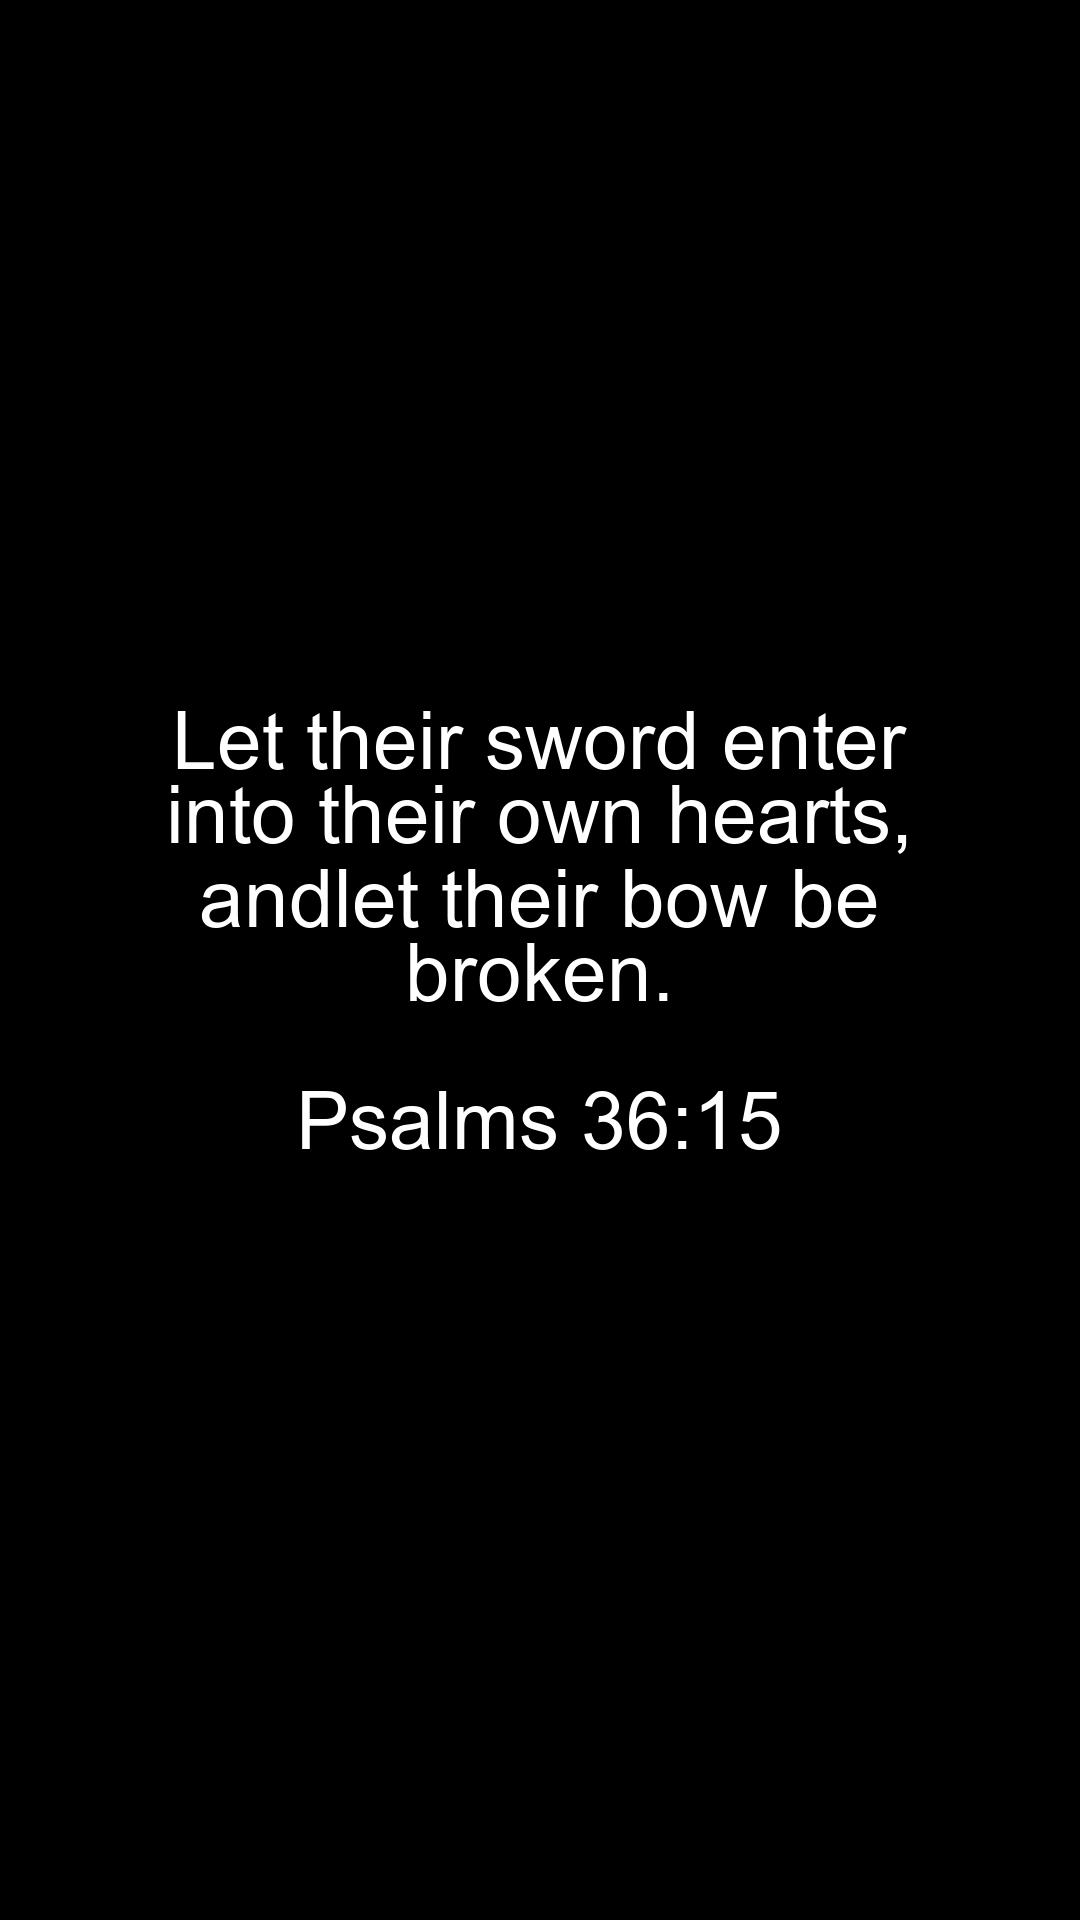 Let their sword enter
into their own hearts,
andlet their bow be
broken.
Psalms 36:15